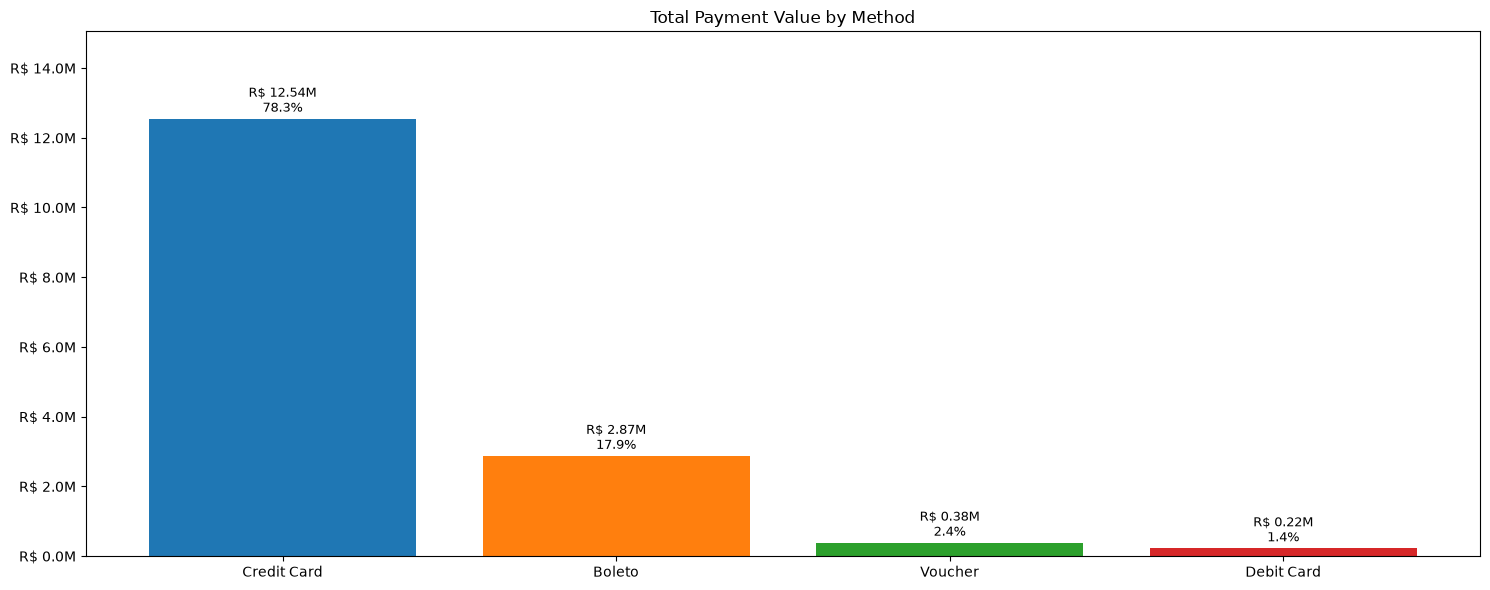 Total Payment Value by Method
R$ 14.0M
R$ 12.0M
R$ 10.0M
R$ 8.0M
R$ 6.0M
R$ 4.0M
R$ 2.0M
R$ 0.0M
R$ 12.54M
78.3%
R$ 2.87M
17.9%
R$ 0.38M
2.4%
R$ 0.22M
1.4%
Credit Card
Boleto
Voucher
Debit Card